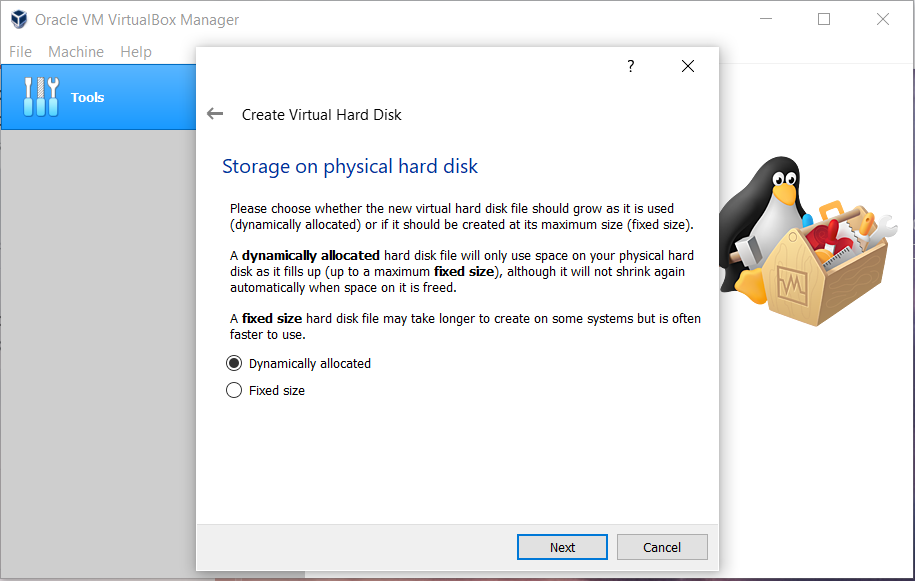 Oracle VM VirtualBox Manager
File Machine Help
Tools
?
Create Virtual Hard Disk
Storage on physical hard disk
Please choose whether the new virtual hard disk file should grow as it is used
(dynamically allocated) or if it should be created at its maximum size (fixed size).
A dynamically allocated hard disk file will only use space on your physical hard
disk as it fills up (up to a maximum fixed size), although it will not shrink again
automatically when space on it is freed.
A fixed size hard disk file may take longer to create on some systems but is often
faster to use.
Dynamically allocated
Fixed size
Next Cancel